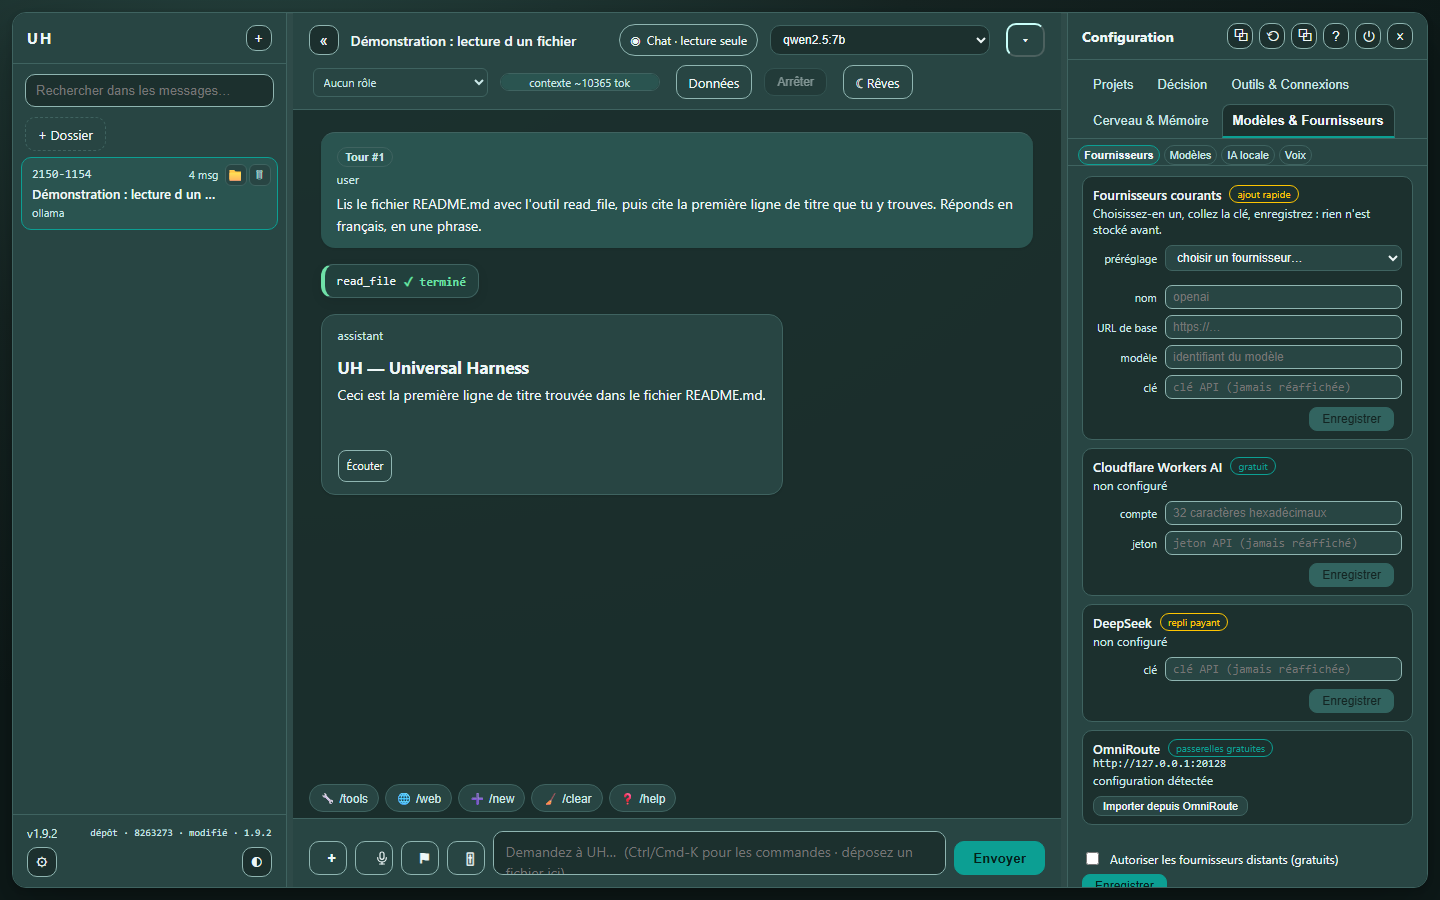 UH
+
Rechercher dans les messages...
+ Dossier
2150-1154
4 msg
Démonstration : lecture d un ...
ollama
v1.9.2
dépôt · 8263273 · modifié · 1.9.2
«
Démonstration : lecture d un fichier
Chat · lecture seule
qwen2.5:7b
Aucun rôle
contexte ~10365 tok
Données
Arrêter
Rêves
Tour #1
user
Lis le fichier README.md avec l'outil read_file, puis cite la première ligne de titre que tu y trouves. Réponds en
français, en une phrase.
read_file ✓ terminé
assistant
UH — Universal Harness
Ceci est la première ligne de titre trouvée dans le fichier README.md.
Écouter
/tools
/web
/new
/clear
/help
+
Demandez à UH... (Ctrl/Cmd-K pour les commandes · déposez un
fichier ici)
Envoyer
Configuration
?
x
Projets
Décision
Outils & Connexions
Cerveau & Mémoire
Modèles & Fournisseurs
Fournisseurs
Modèles
IA locale
Voix
Fournisseurs courants
ajout rapide
Choisissez-en un, collez la clé, enregistrez : rien n'est
stocké avant.
préréglage
choisir un fournisseur...
nom
openai
URL de base
https://...
modèle
identifiant du modèle
clé
clé API (jamais réaffichée)
Enregistrer
Cloudflare Workers AI
gratuit
non configuré
compte
32 caractères hexadécimaux
jeton
jeton API (jamais réaffiché)
Enregistrer
DeepSeek
repli payant
non configuré
clé
clé API (jamais réaffichée)
Enregistrer
OmniRoute
passerelles gratuites
http://127.0.0.1:20128
configuration détectée
Importer depuis OmniRoute
Autoriser les fournisseurs distants (gratuits)
Enregistrer